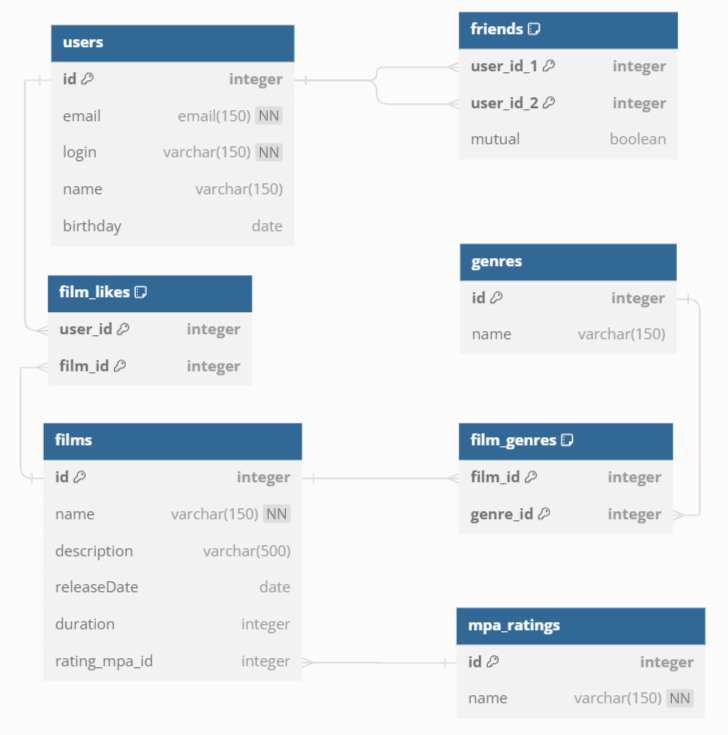 users
id integer
email email(150) NN
login varchar(150) NN
name varchar(150)
birthday date
friends
user_id_1 integer
user_id_2 integer
mutual boolean
film_likes
user_id integer
film_id integer
genres
id integer
name varchar(150)
films
id integer
name varchar(150) NN
description varchar(500)
releaseDate date
duration integer
rating_mpa_id integer
film_genres
film_id integer
genre_id integer
mpa_ratings
id integer
name varchar(150) NN